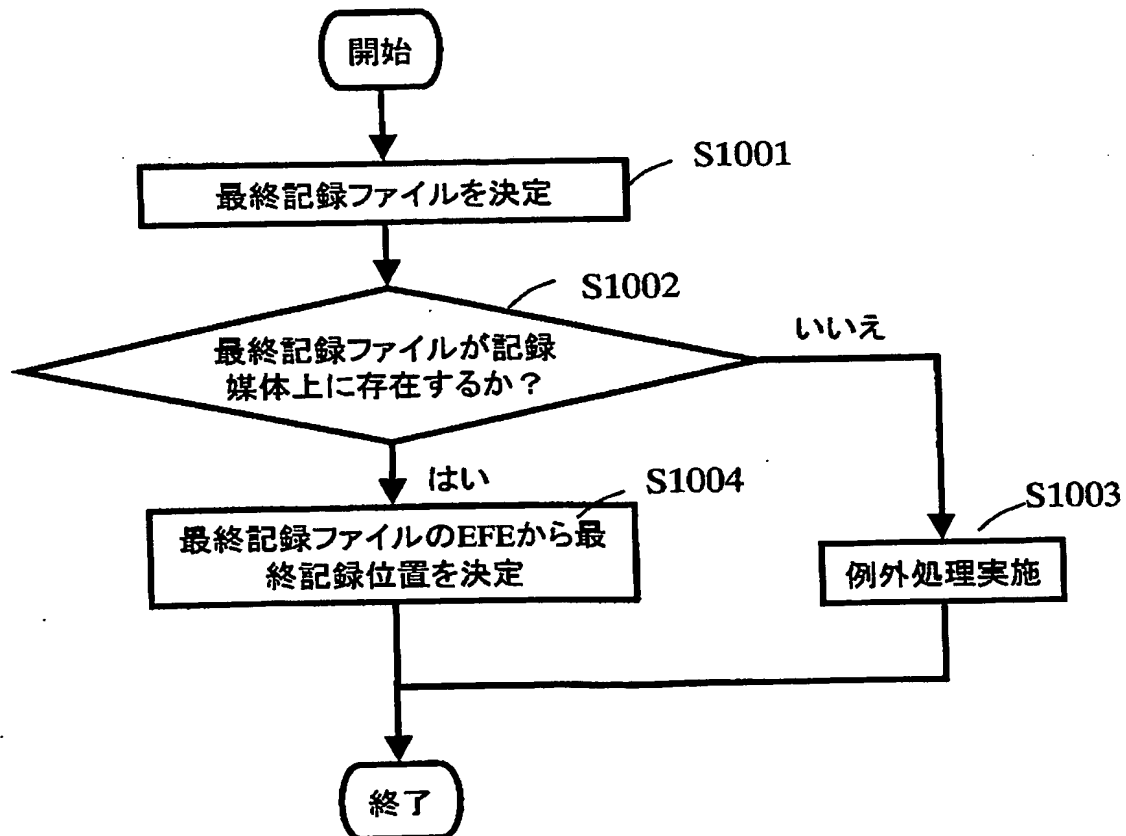 開始
S1001
最終記録ファイルを決定
S1002
最終記録ファイルが記録
媒体上に存在するか？
いいえ
はい
S1004
最終記録ファイルのEFEから最
終記録位置を決定
S1003
例外処理実施
終了